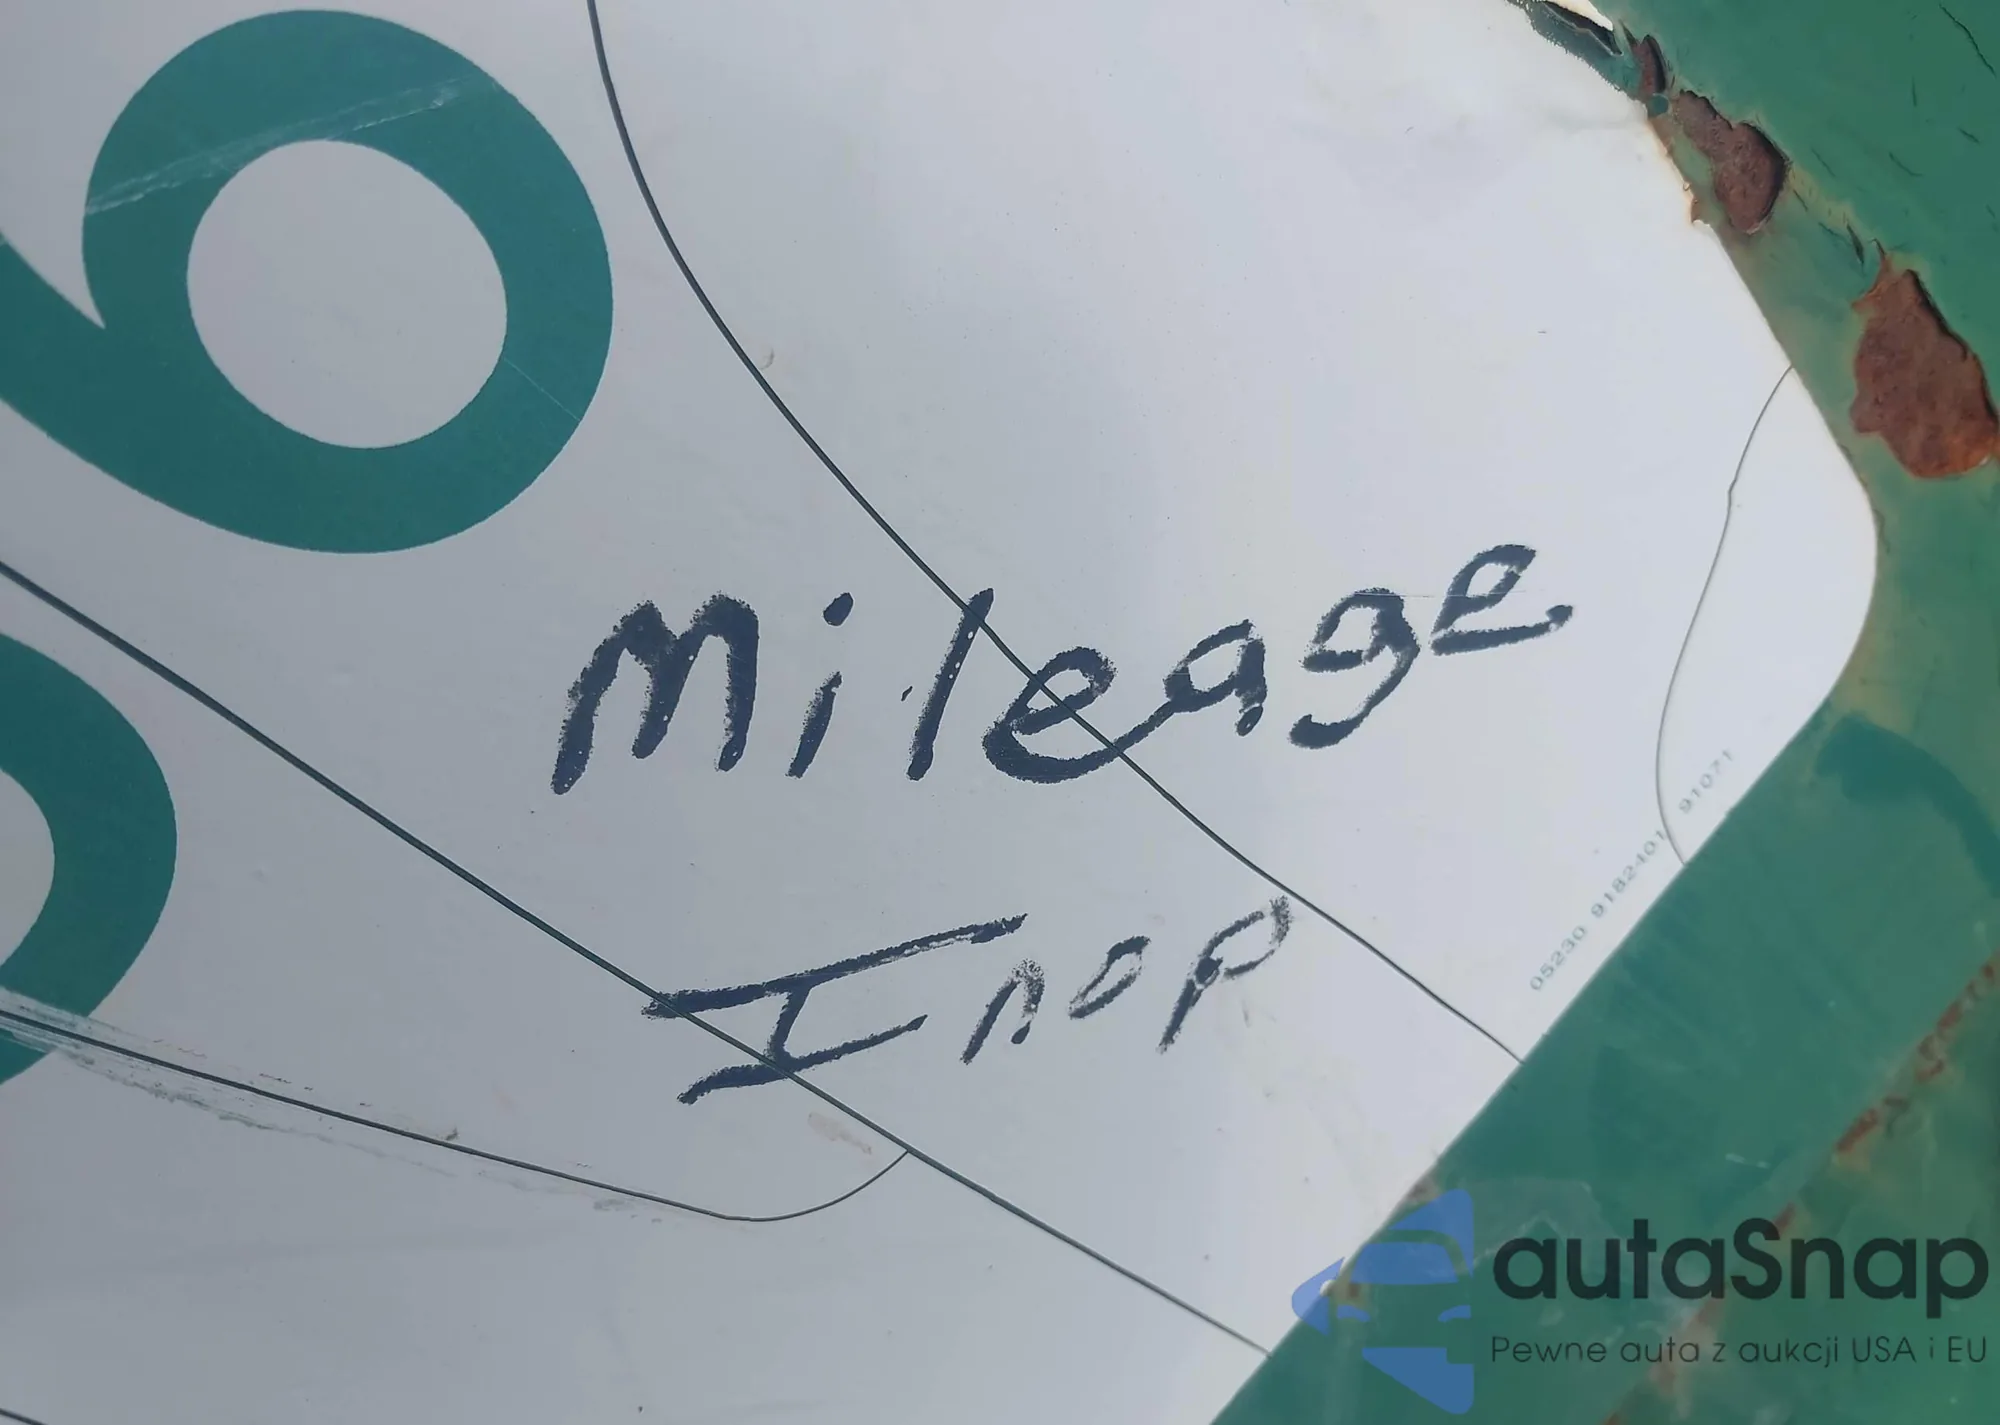 Mileage
Inop
05230 9182401 91071
autaSnap
Pewne auta z aukcji USA i EU